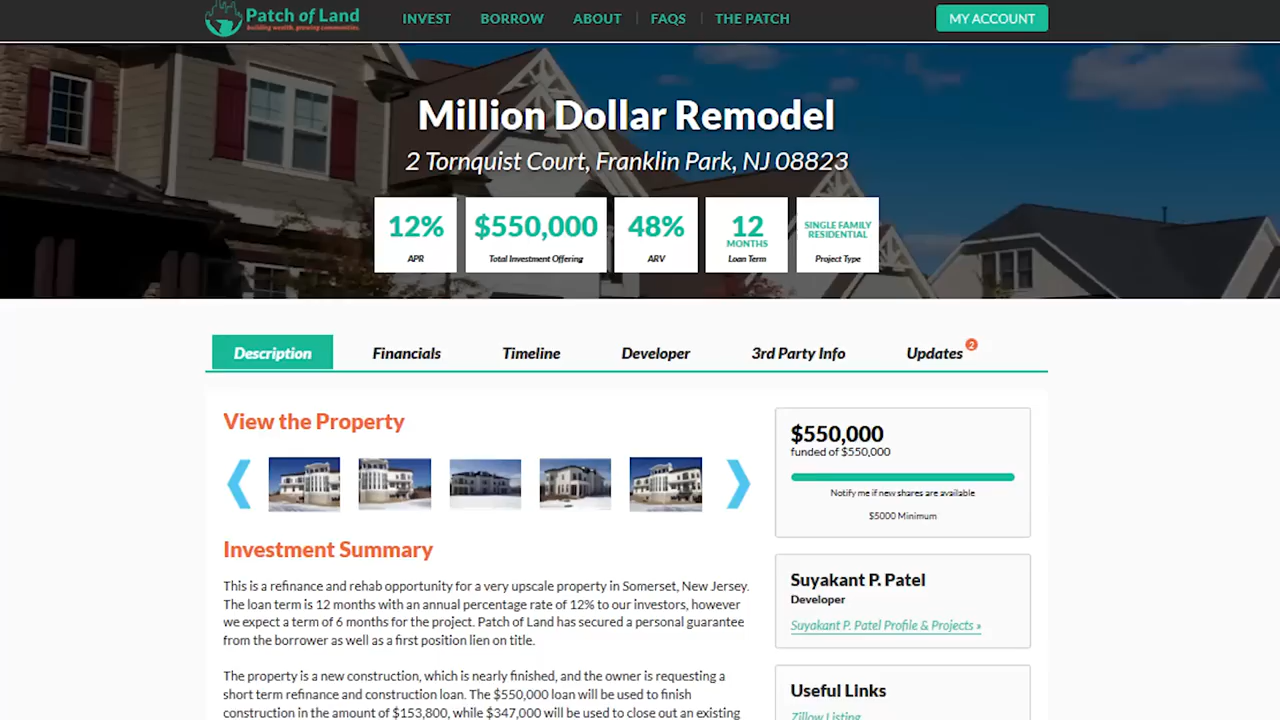 Patch of Land
building wealth, growing communities.
INVEST
BORROW
ABOUT
FAQS
THE PATCH
MY ACCOUNT
Million Dollar Remodel
2 Tornquist Court, Franklin Park, NJ 08823
12%
APR
$550,000
Total Investment Offering
48%
ARV
12
MONTHS
Loan Term
SINGLE FAMILY
RESIDENTIAL
Project Type
Description
Financials
Timeline
Developer
3rd Party Info
Updates
2
View the Property
Investment Summary
This is a refinance and rehab opportunity for a very upscale property in Somerset, New Jersey.
The loan term is 12 months with an annual percentage rate of 12% to our investors, however
we expect a term of 6 months for the project. Patch of Land has secured a personal guarantee
from the borrower as well as a first position lien on title.
The property is a new construction, which is nearly finished, and the owner is requesting a
short term refinance and construction loan. The $550,000 loan will be used to finish
construction in the amount of $153,800, while $347,000 will be used to close out an existing
$550,000
funded of $550,000
Notify me if new shares are available
$5000 Minimum
Suyakant P. Patel
Developer
Suyakant P. Patel Profile & Projects »
Useful Links
Zillow Listing